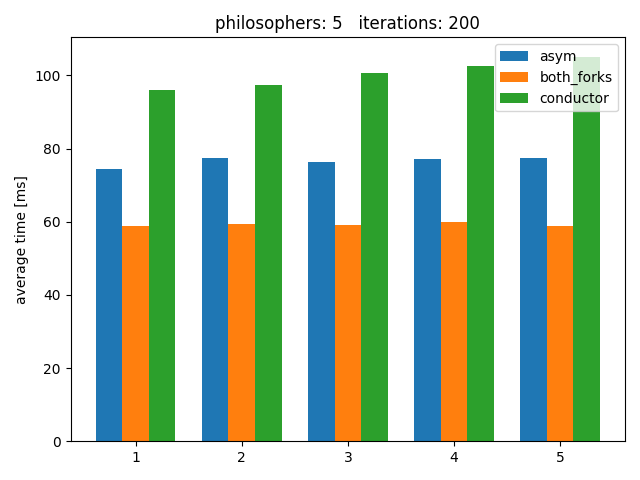 philosophers: 5   iterations: 200
asym
both_forks
conductor
average time [ms]
100
80
60
40
20
0
1 2 3 4 5